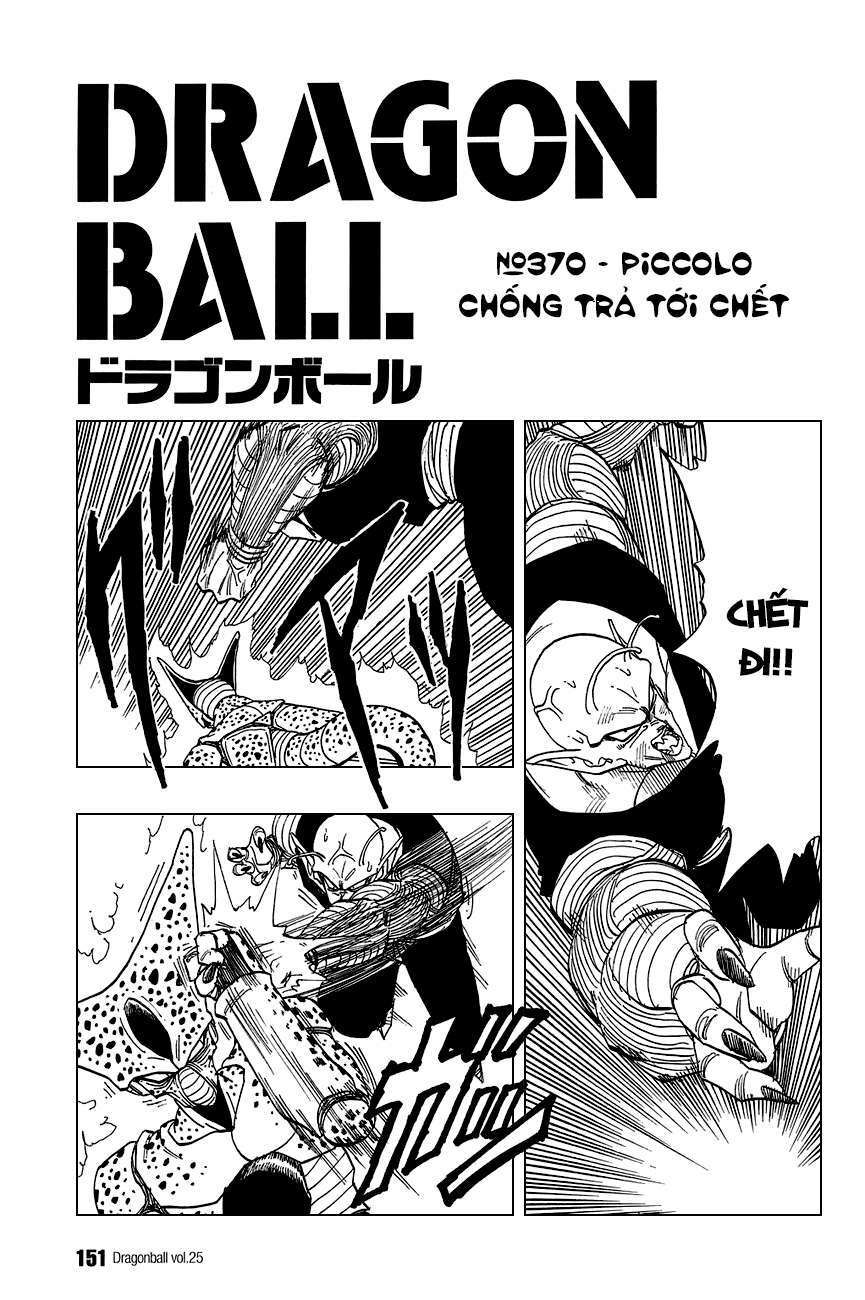 DRAGON
BALL
ドラゴンボール
№370 - PiCCOLO
CHỐNG TRẢ TỚi CHẾT
CHẾT
ĐI!!
151 Dragonball vol.25